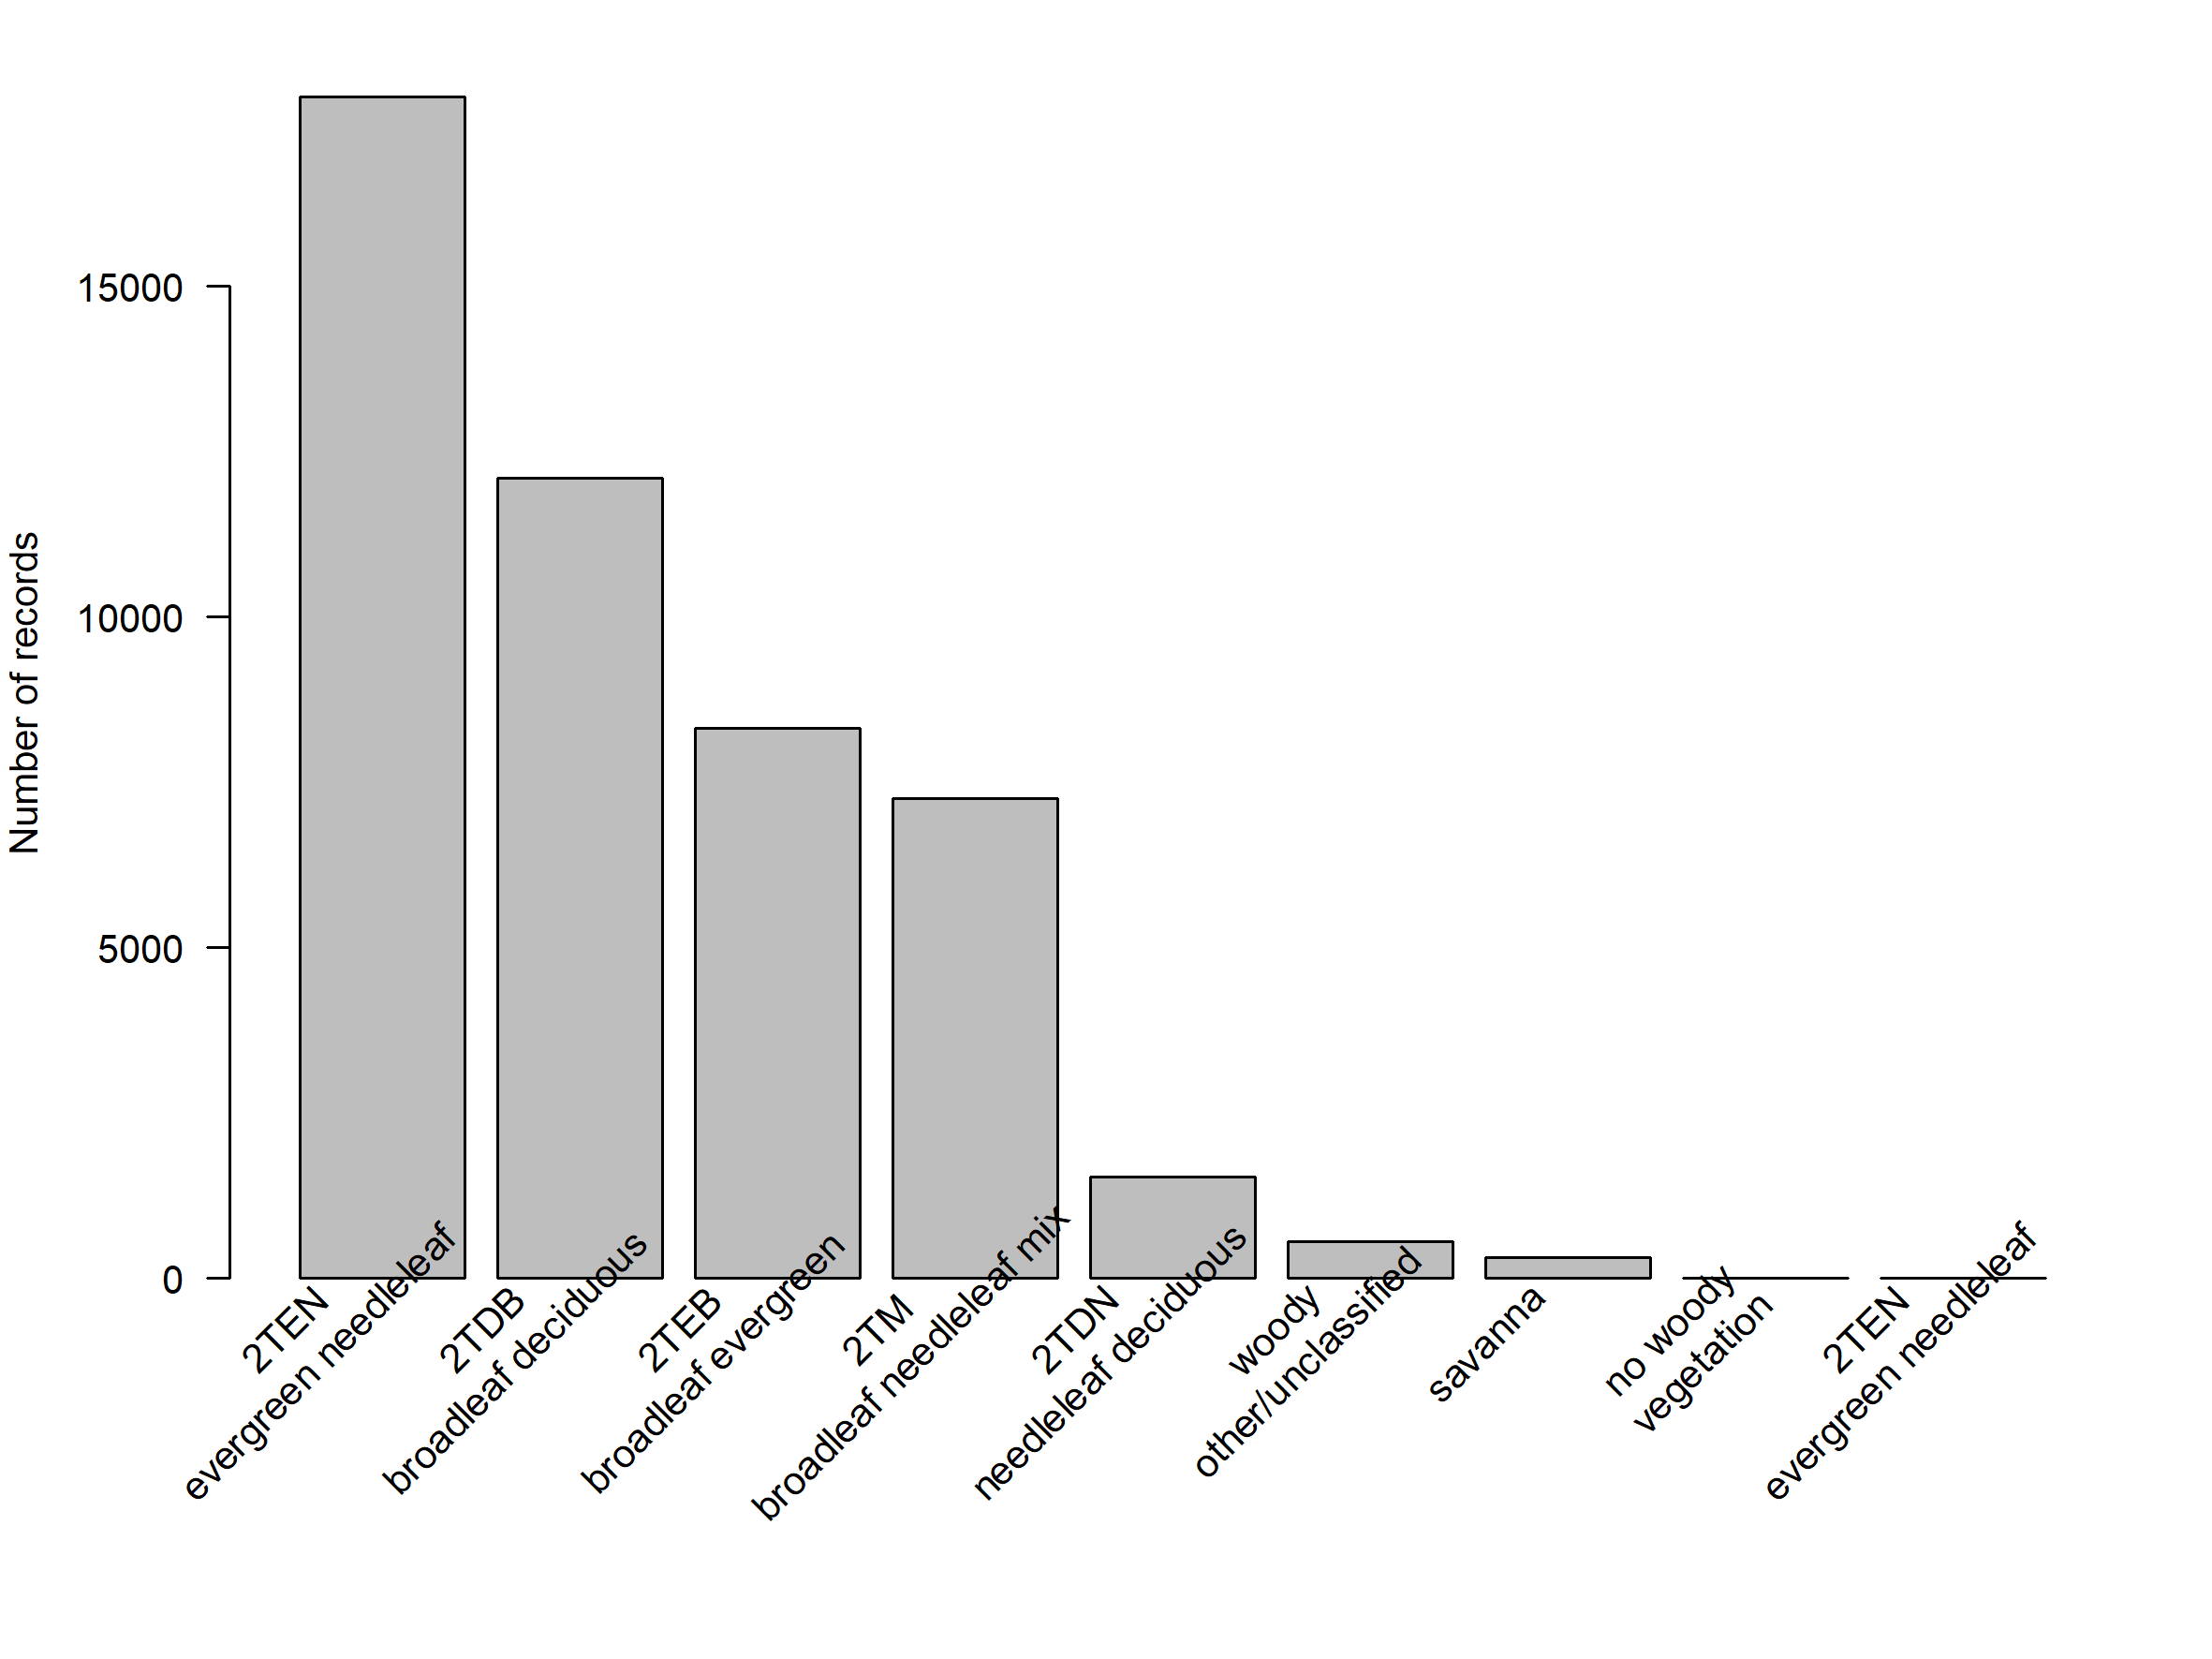 Number of records
15000
10000
5000
0
2TEN
evergreen needleleaf
2TDB
broadleaf deciduous
2TEB
broadleaf evergreen
2TM
broadleaf needleleaf mix
2TDN
needleleaf deciduous
woody
other/unclassified
savanna
no woody
vegetation
2TEN
evergreen needleleaf